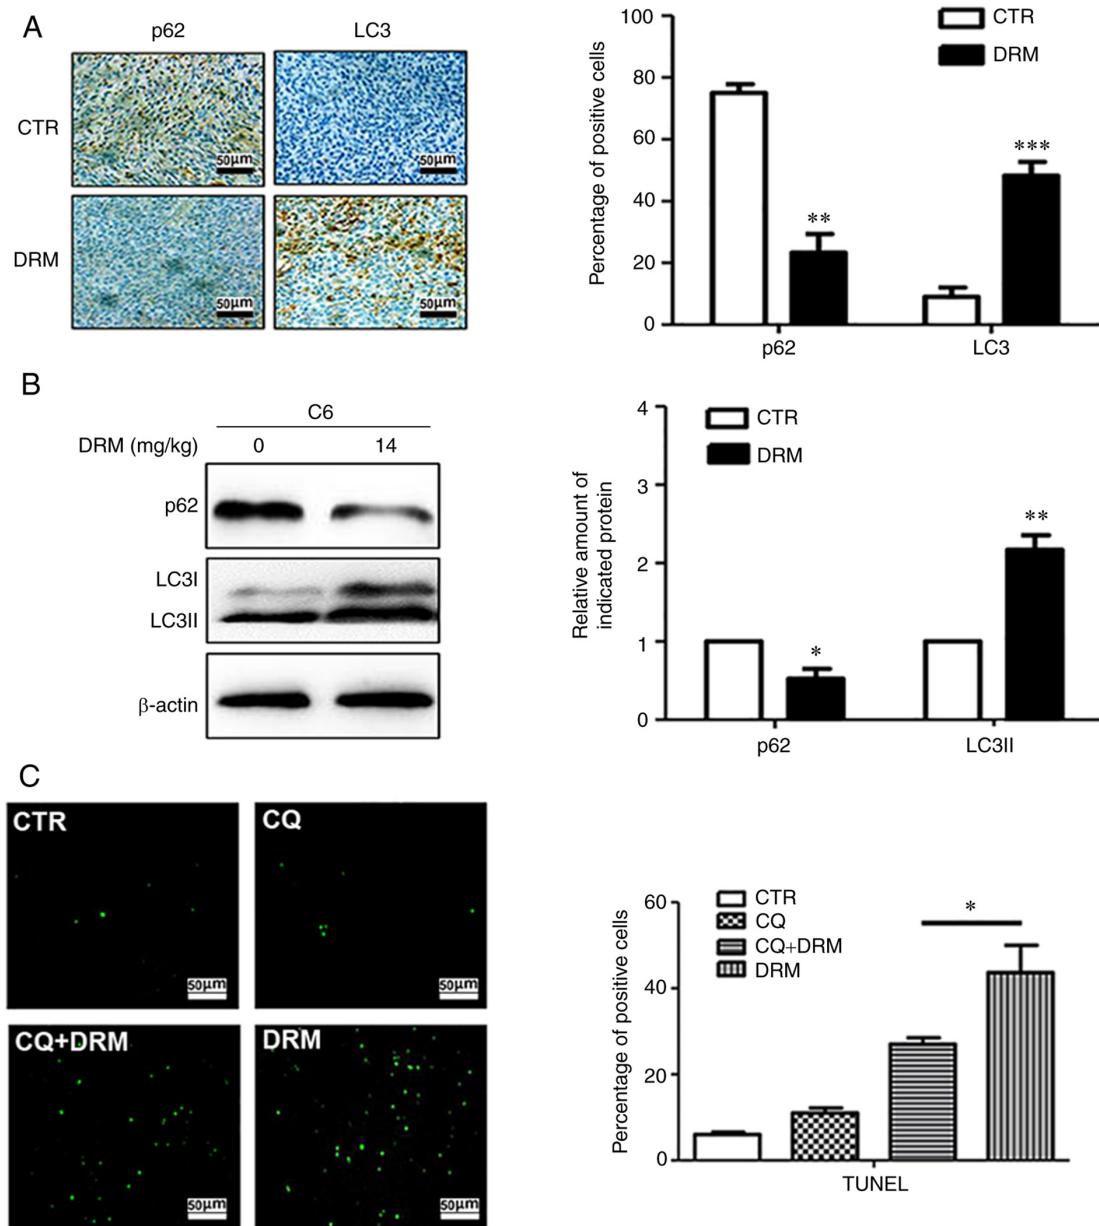 A
p62 LC3
CTR
50μm 50μm
DRM
50μm 50μm
CTR
DRM
Percentage of positive cells
100
80
60
40
20
0
**
***
p62 LC3
B
C6
DRM (mg/kg) 0 14
p62
LC3I
LC3II
β-actin
CTR
DRM
Relative amount of
indicated protein
4
3
2
1
0
*
**
p62 LC3II
C
CTR CQ
50μm 50μm
CQ+DRM DRM
50μm 50μm
CTR
CQ
CQ+DRM
DRM
Percentage of positive cells
60
40
20
0
*
TUNEL